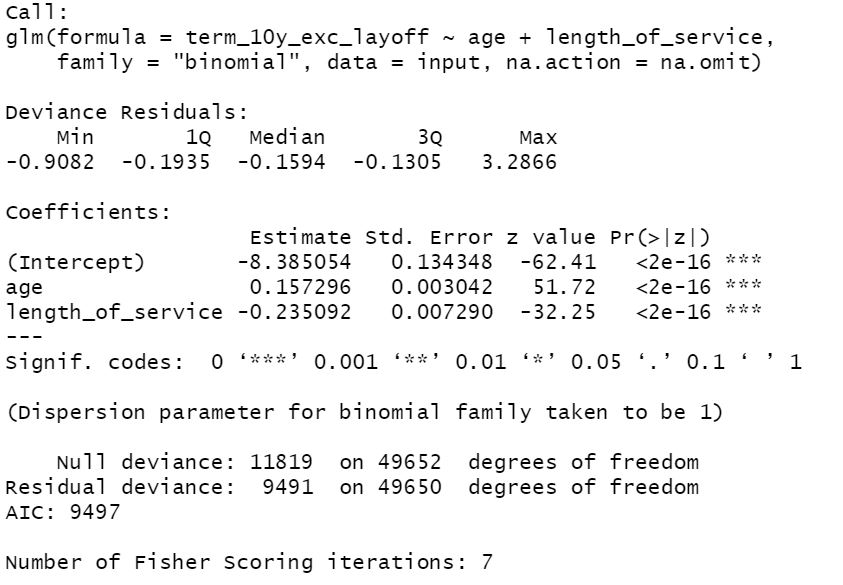 Call:
glm(formula = term_10y_exc_layoff ~ age + length_of_service,
    family = "binomial", data = input, na.action = na.omit)

Deviance Residuals:
    Min       1Q   Median       3Q      Max
-0.9082  -0.1935  -0.1594  -0.1305   3.2866

Coefficients:
                   Estimate Std. Error z value Pr(>|z|)
(Intercept)       -8.385054   0.134348  -62.41   <2e-16 ***
age                0.157296   0.003042   51.72   <2e-16 ***
length_of_service -0.235092   0.007290  -32.25   <2e-16 ***
---
Signif. codes:  0 ‘***’ 0.001 ‘**’ 0.01 ‘*’ 0.05 ‘.’ 0.1 ‘ ’ 1

(Dispersion parameter for binomial family taken to be 1)

    Null deviance: 11819  on 49652  degrees of freedom
Residual deviance:  9491  on 49650  degrees of freedom
AIC: 9497

Number of Fisher Scoring iterations: 7